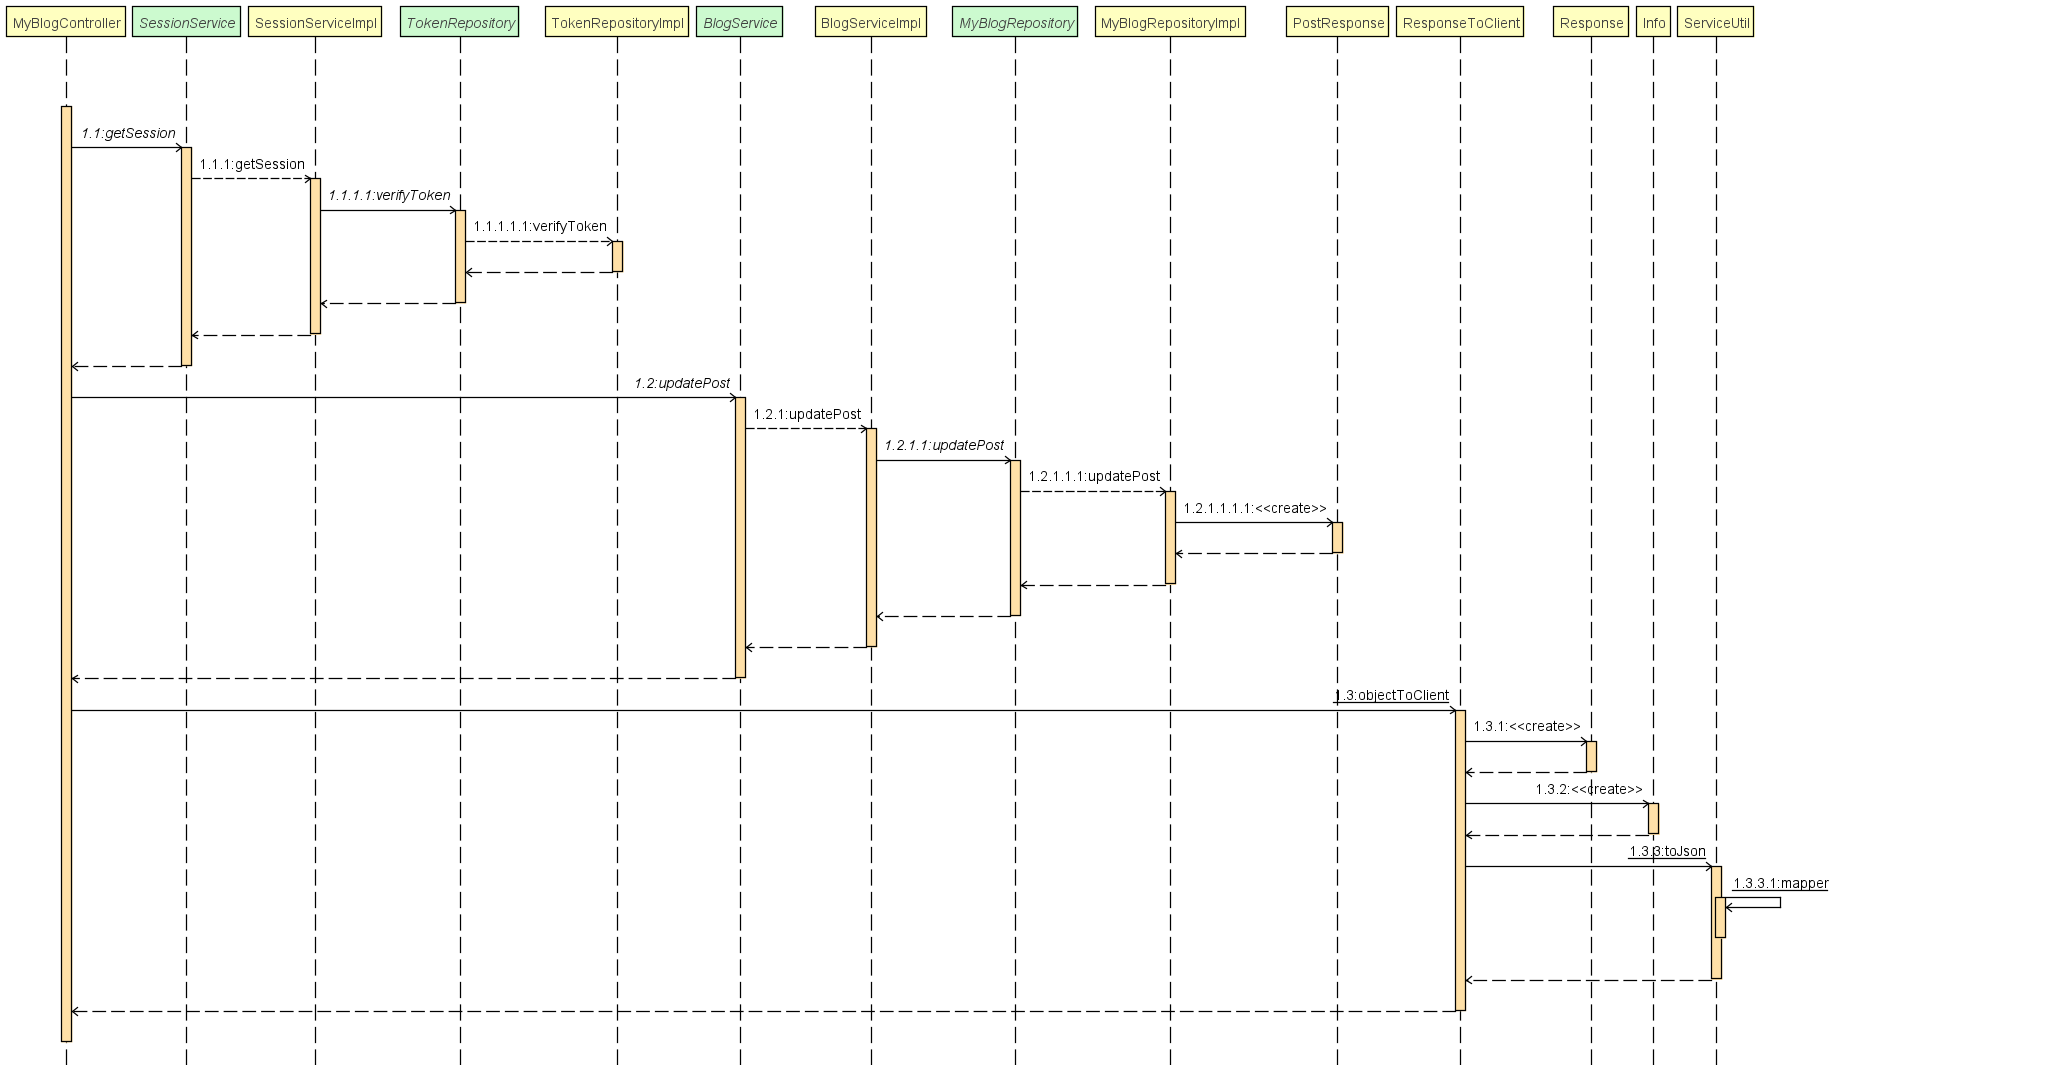 MyBlogController
SessionService
SessionServiceImpl
TokenRepository
TokenRepositoryImpl
BlogService
BlogServiceImpl
MyBlogRepository
MyBlogRepositoryImpl
PostResponse
ResponseToClient
Response
Info
ServiceUtil
1.1:getSession
1.1.1:getSession
1.1.1.1:verifyToken
1.1.1.1.1:verifyToken
1.2:updatePost
1.2.1:updatePost
1.2.1.1:updatePost
1.2.1.1.1:updatePost
1.2.1.1.1.1:<<create>>
1.3:objectToClient
1.3.1:<<create>>
1.3.2:<<create>>
1.3.3:toJson
1.3.3.1:mapper